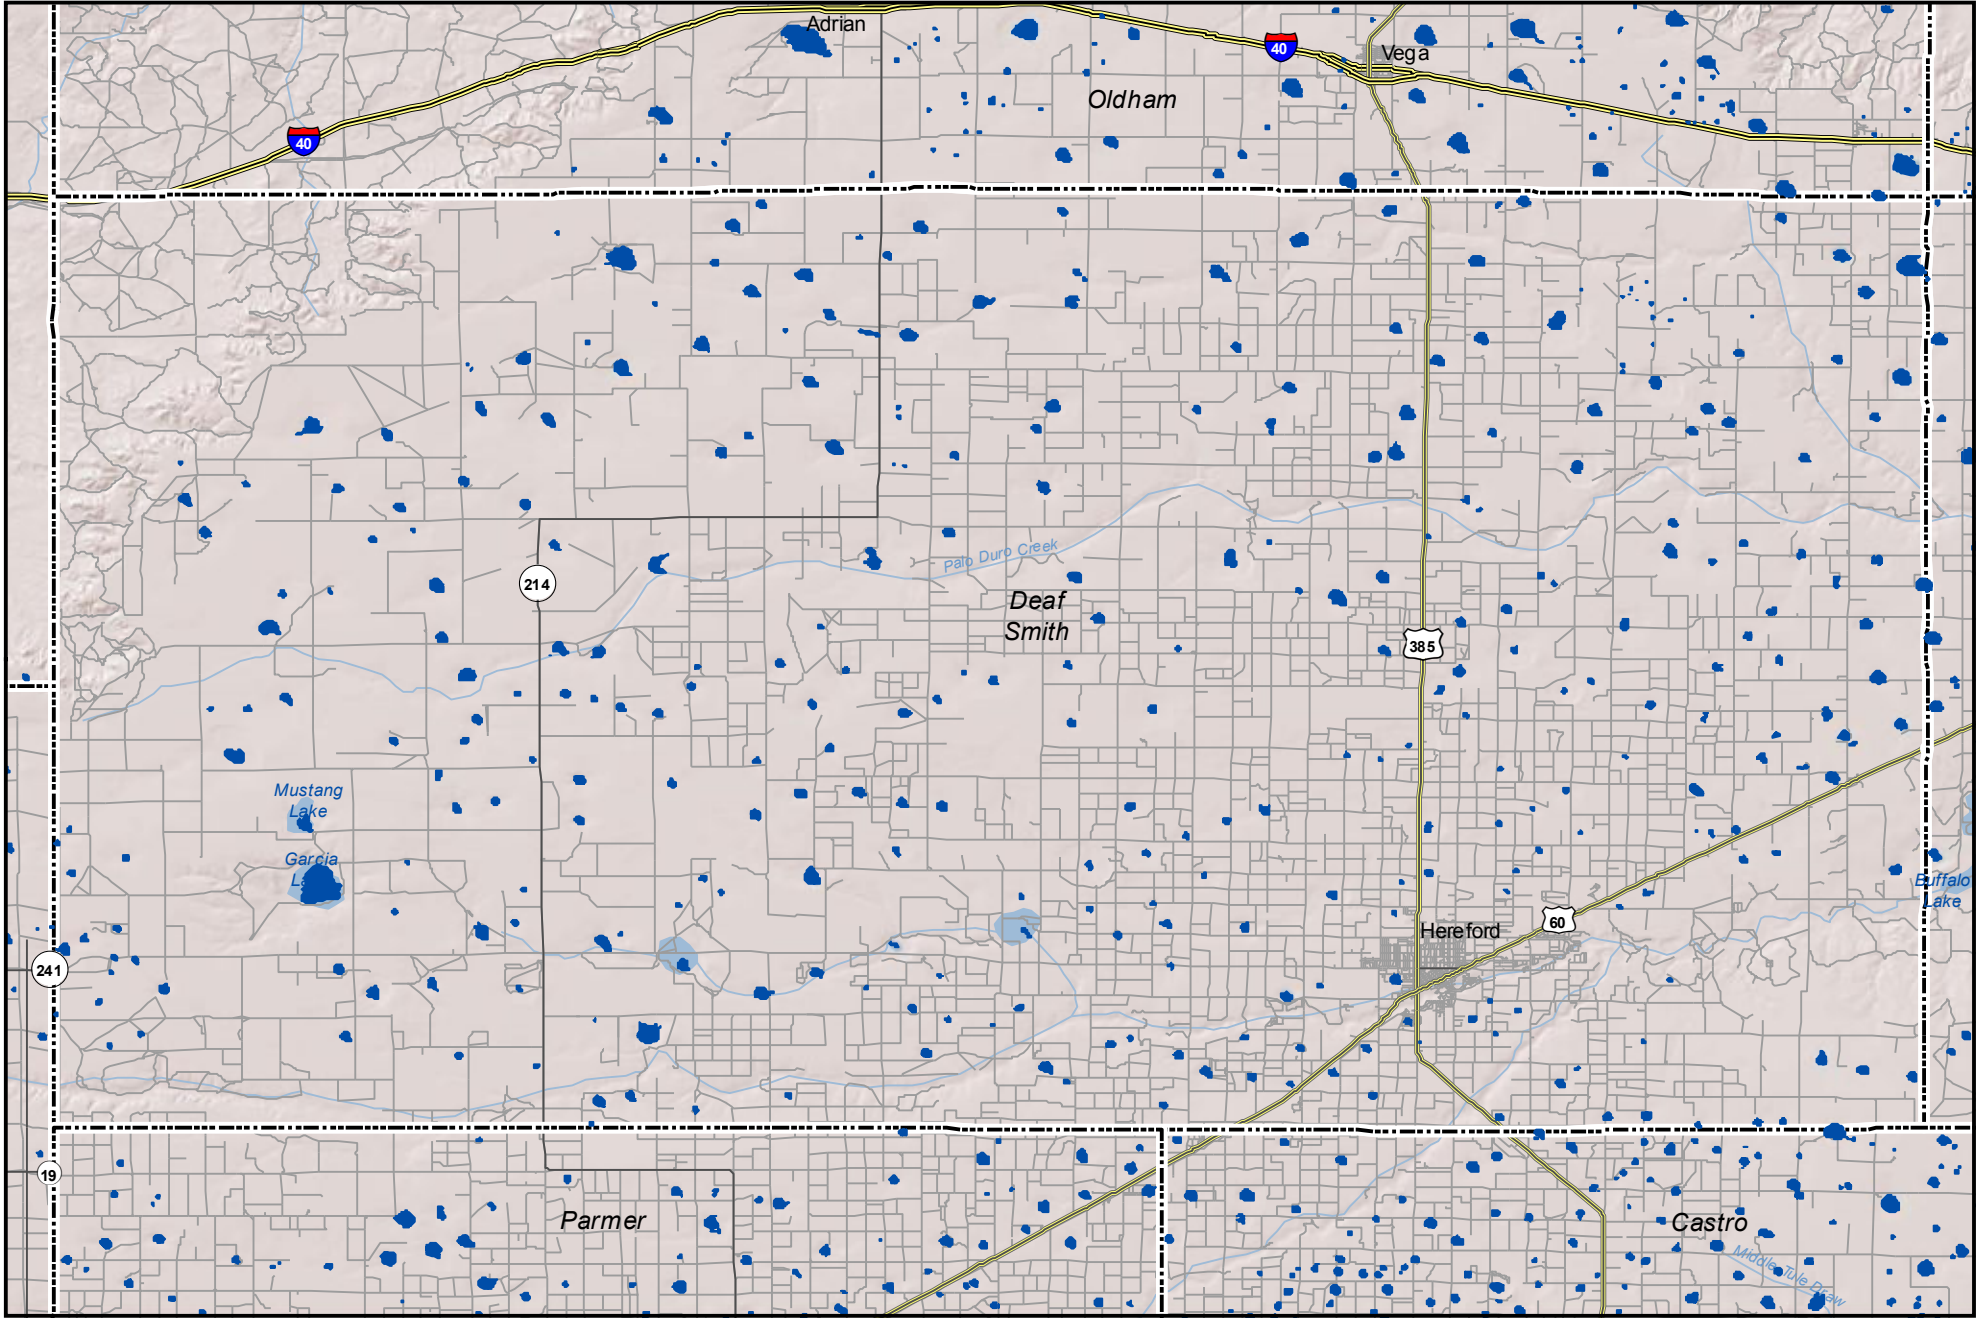 Adrian
40
Vega
Oldham
40
Palo Duro Creek
214
Deaf
Smith
385
Mustang
Lake
Garcia
La
Buffalo
Lake
60
Hereford
241
19
Parmer
Castro
Middle Tule Draw